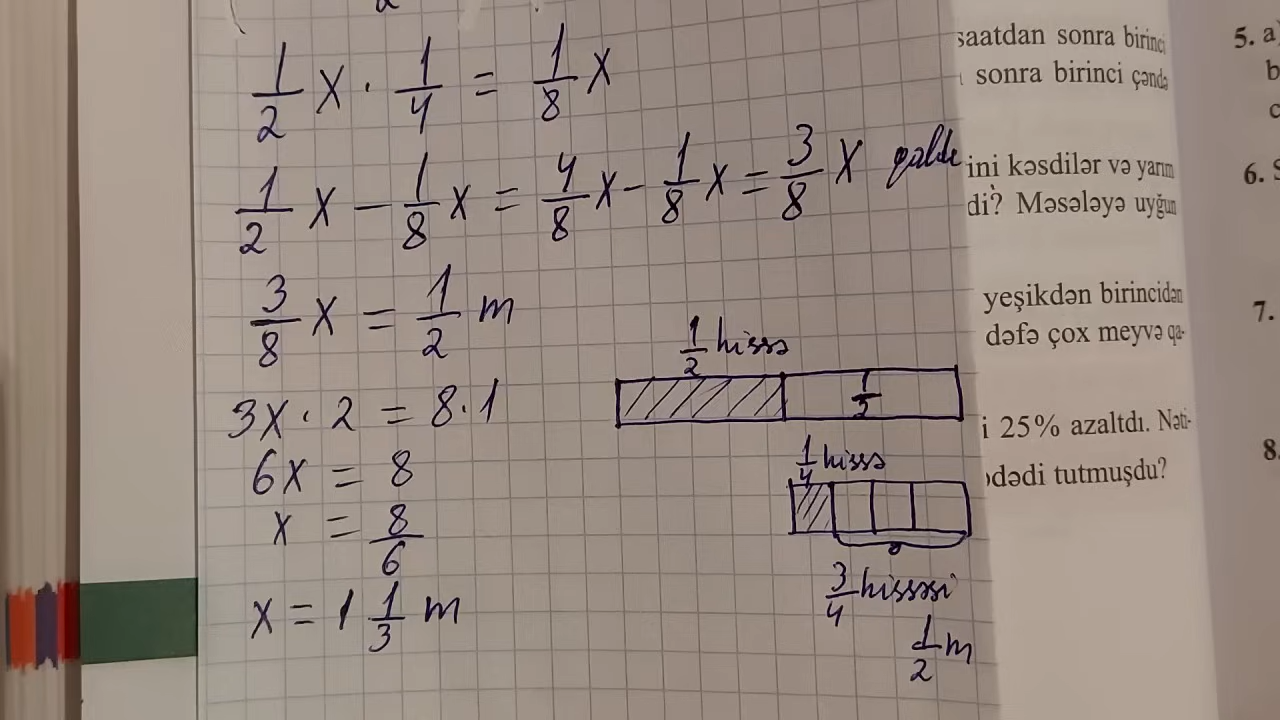 1/2 x · 1/4 = 1/8 x
1/2 x − 1/8 x = 4/8 x − 1/8 x = 3/8 x qaldı
3/8 x = 1/2 m
3x · 2 = 8 · 1
6x = 8
x = 8/6
x = 1 1/3 m
1/2 hissə
1/4 hissə
3/4 hissəsi
1/2 m
saatdan sonra birinci
sonra birinci çəndə
ini kəsdilər və yarım
di? Məsələyə uyğun
yeşikdən birincidən
dəfə çox meyvə qa-
i 25% azaltdı. Nəti-
ədədi tutmuşdu?
5. a)
b
c
6. S
7.
8.